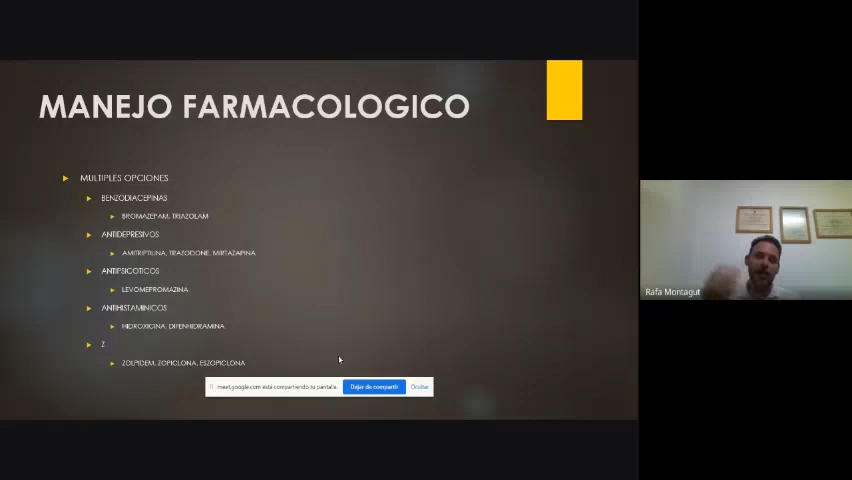 MANEJO FARMACOLOGICO
MULTIPLES OPCIONES
BENZODIACEPINAS
BROMAZEPAM, TRIAZOLAM
ANTIDEPRESIVOS
AMITRIPTILINA, TRAZODONE, MIRTAZAPINA
ANTIPSICOTICOS
LEVOMEPROMAZINA
ANTIHISTAMINICOS
HIDROXICINA, DIFENHIDRAMINA
Z
ZOLPIDEM, ZOPICLONA, ESZOPICLONA
meet.google.com está compartiendo tu pantalla.
Dejar de compartir
Ocultar
Rafa Montagut